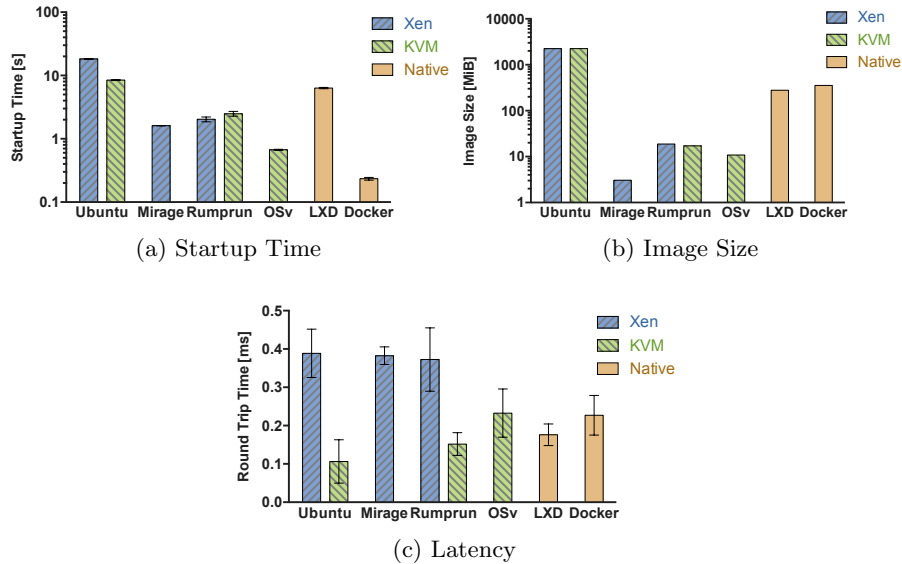 Startup Time [s]
100
10
1
0.1
Ubuntu Mirage Rumprun OSv LXD Docker
Xen
KVM
Native
(a) Startup Time
Image Size [MiB]
10000
1000
100
10
1
Ubuntu Mirage Rumprun OSv LXD Docker
Xen
KVM
Native
(b) Image Size
Round Trip Time [ms]
0.5
0.4
0.3
0.2
0.1
0.0
Ubuntu Mirage Rumprun OSv LXD Docker
Xen
KVM
Native
(c) Latency